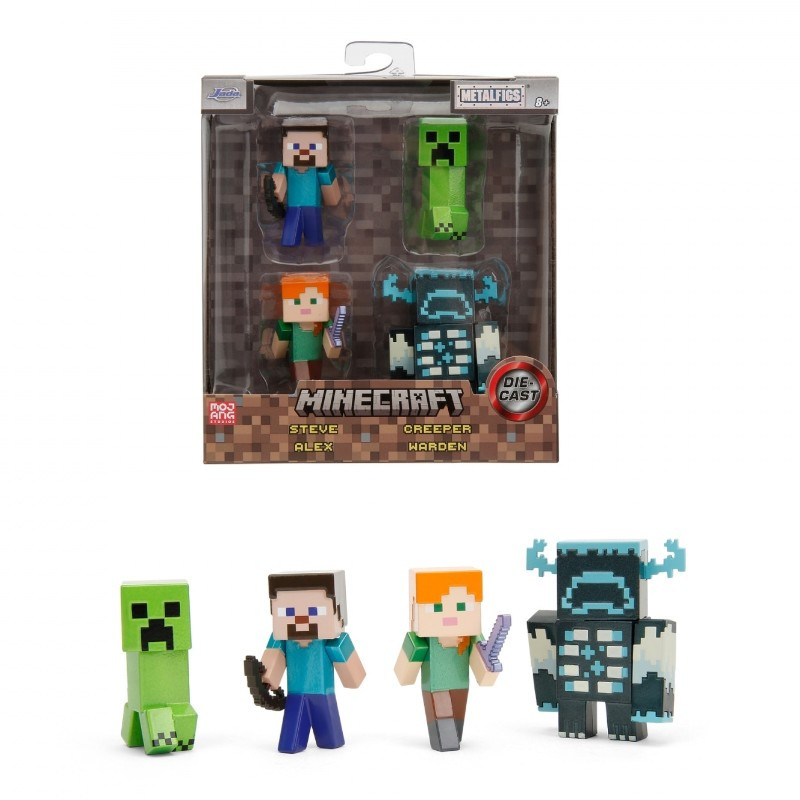 Jada
METALFIGS
8+
MINECRAFT
DIE-CAST
MOJANG
STUDIOS
STEVE
CREEPER
ALEX
WARDEN